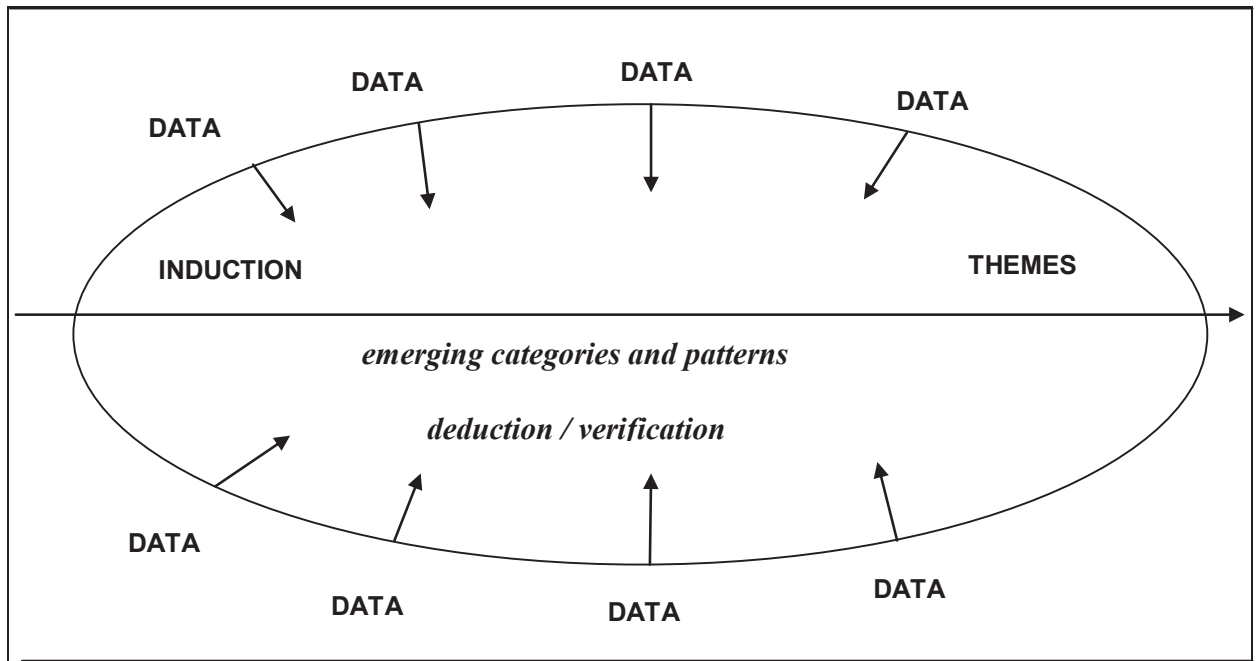 DATA
DATA
DATA
DATA
INDUCTION
THEMES
emerging categories and patterns
deduction / verification
DATA
DATA
DATA
DATA